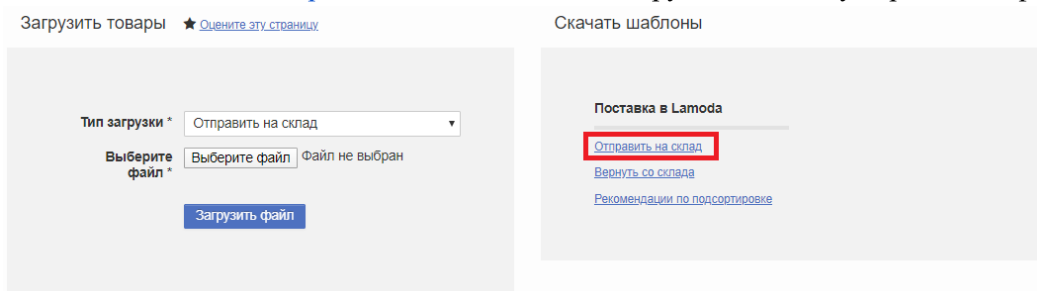 Загрузить товары ★ Оцените эту страницу
Скачать шаблоны
Тип загрузки * Отправить на склад
Выберите файл * Выберите файл Файл не выбран
Загрузить файл
Поставка в Lamoda
Отправить на склад
Вернуть со склада
Рекомендации по подсортировке